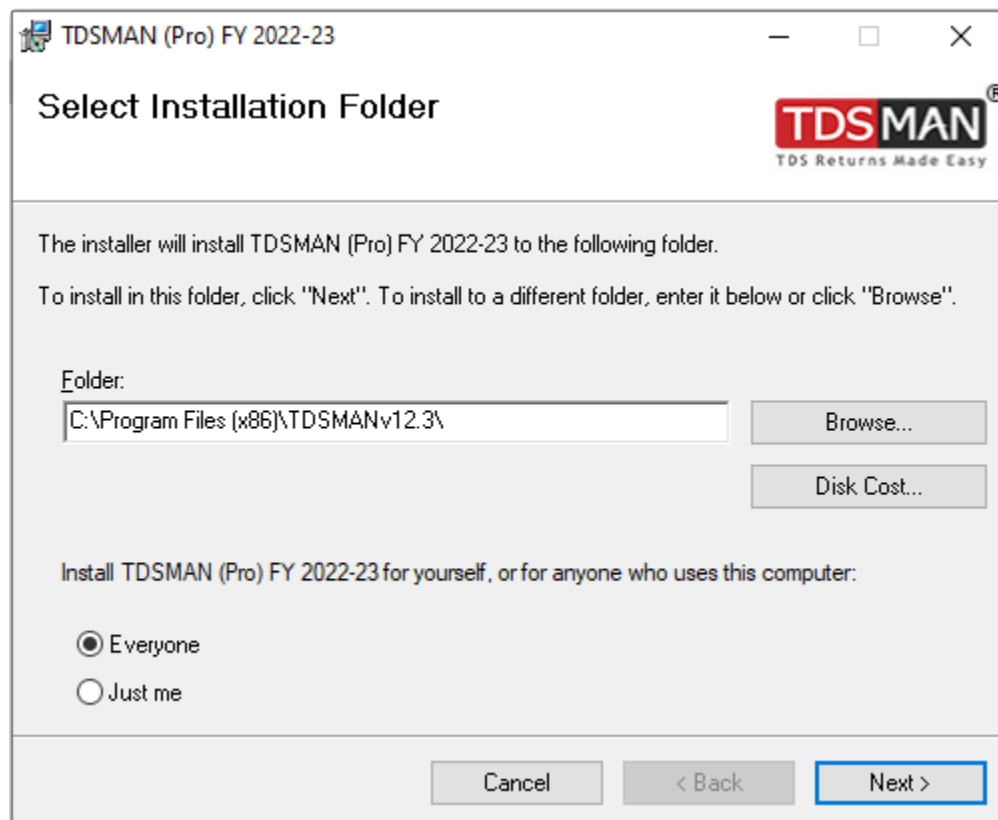 TDSMAN (Pro) FY 2022-23
Select Installation Folder
TDSMAN®
TDS Returns Made Easy
The installer will install TDSMAN (Pro) FY 2022-23 to the following folder.
To install in this folder, click "Next". To install to a different folder, enter it below or click "Browse".
Folder:
C:\Program Files (x86)\TDSMANv12.3\
Browse...
Disk Cost...
Install TDSMAN (Pro) FY 2022-23 for yourself, or for anyone who uses this computer:
Everyone
Just me
Cancel
< Back
Next >